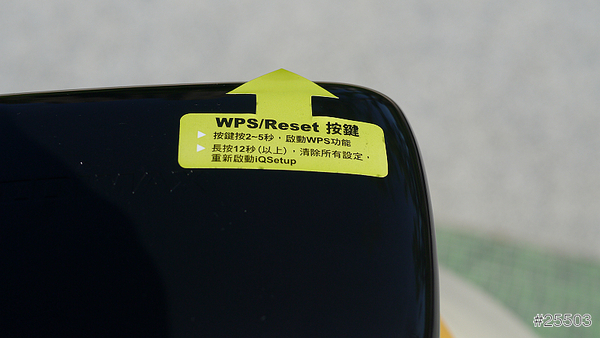 WPS/Reset 按鍵
按鍵按2~5秒，啟動WPS功能
長按12秒(以上)，清除所有設定，
重新啟動iQSetup
#25503